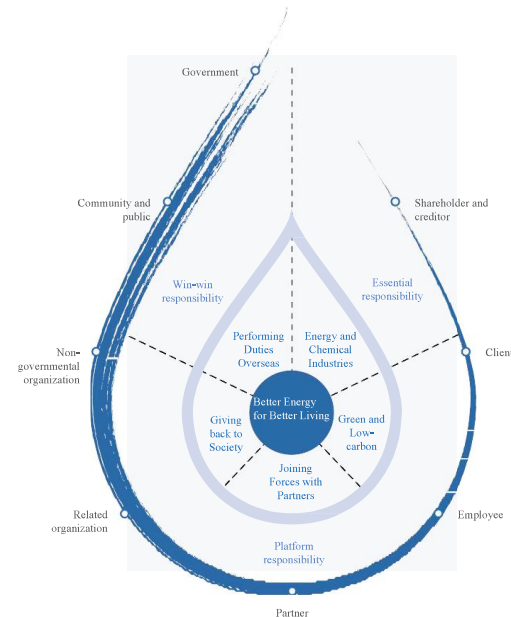 Government
Community and
public
Shareholder and
creditor
Win-win
responsibility
Essential
responsibility
Performing
Duties
Overseas
Energy and
Chemical
Industries
Non-
governmental
organization
Clien
Better Energy
for Better Living
Giving
back to
Society
Green and
Low-
carbon
Joining
Forces with
Partners
Related
organization
Employee
Platform
responsibility
Partner